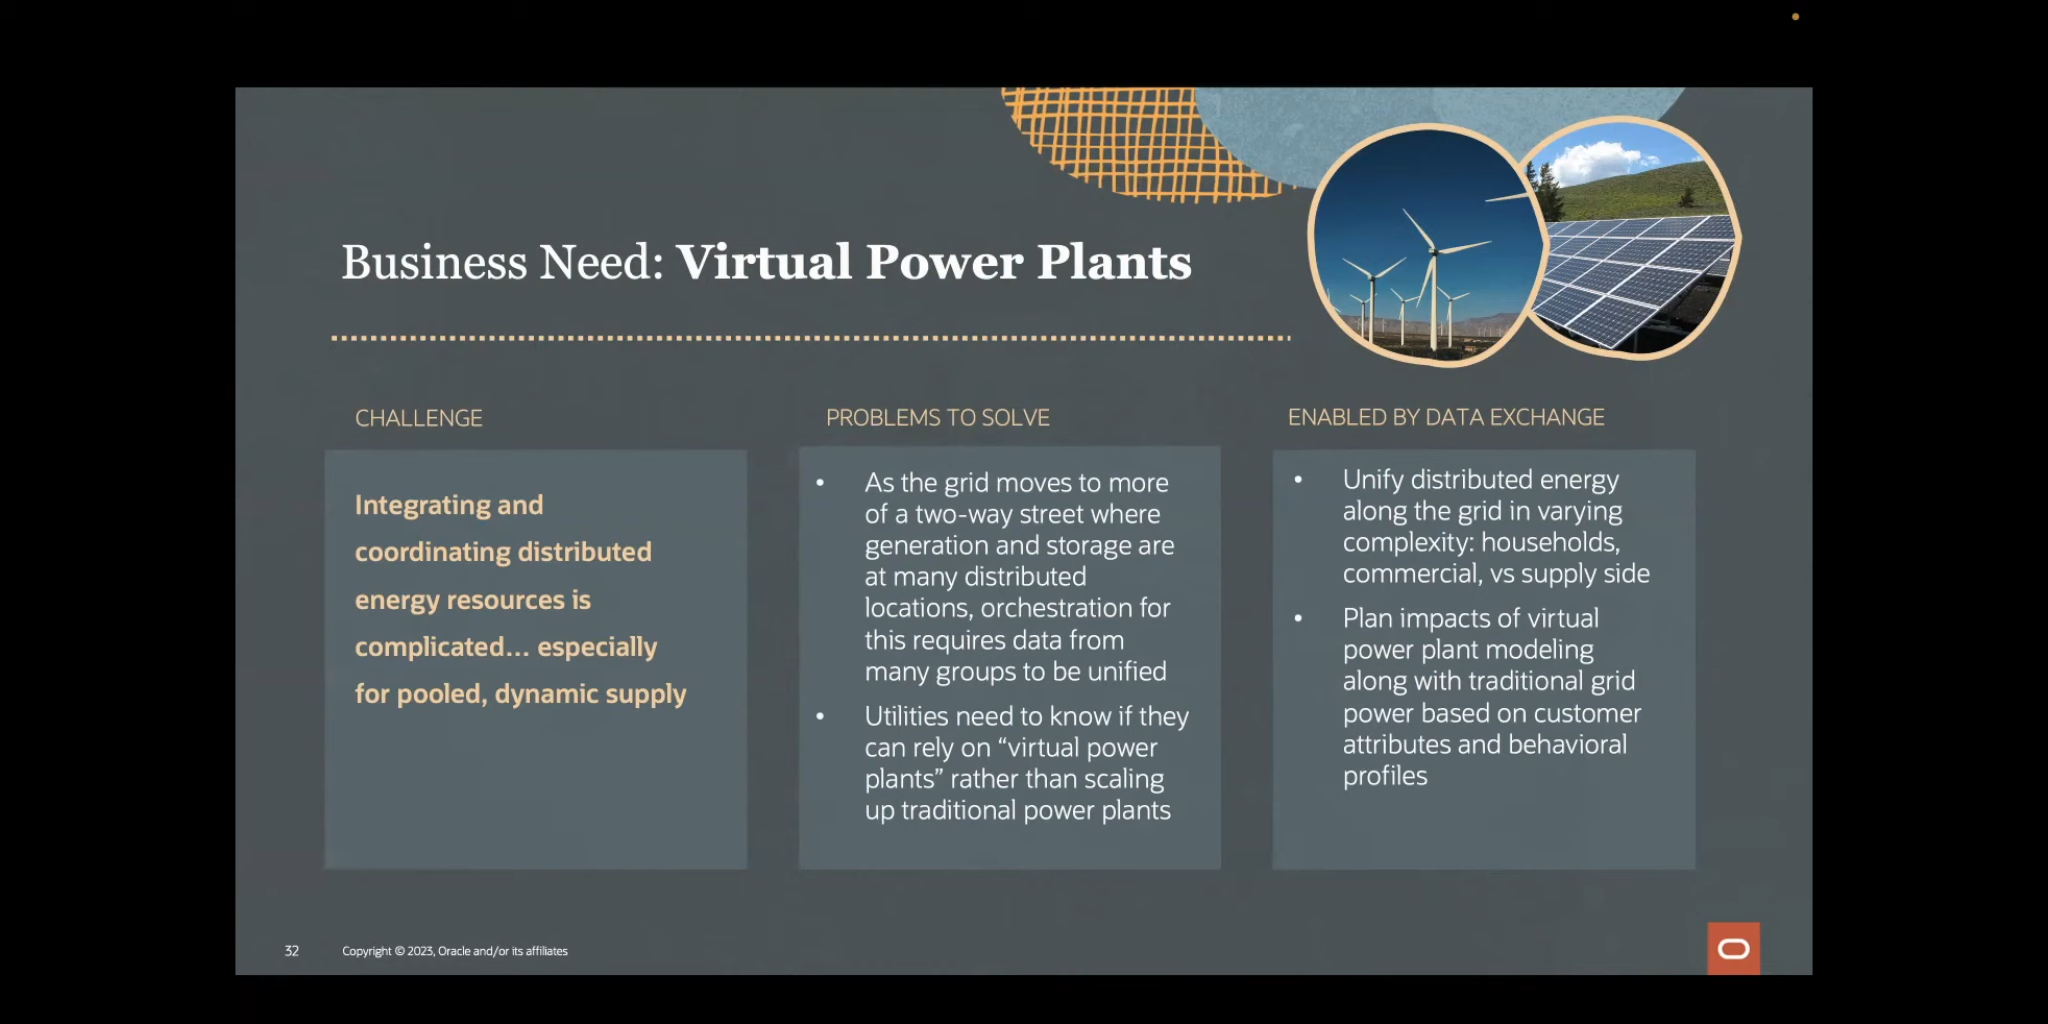 Business Need: Virtual Power Plants
CHALLENGE
Integrating and
coordinating distributed
energy resources is
complicated... especially
for pooled, dynamic supply
PROBLEMS TO SOLVE
• As the grid moves to more
of a two-way street where
generation and storage are
at many distributed
locations, orchestration for
this requires data from
many groups to be unified
• Utilities need to know if they
can rely on “virtual power
plants” rather than scaling
up traditional power plants
ENABLED BY DATA EXCHANGE
• Unify distributed energy
along the grid in varying
complexity: households,
commercial, vs supply side
• Plan impacts of virtual
power plant modeling
along with traditional grid
power based on customer
attributes and behavioral
profiles
32
Copyright © 2023, Oracle and/or its affiliates